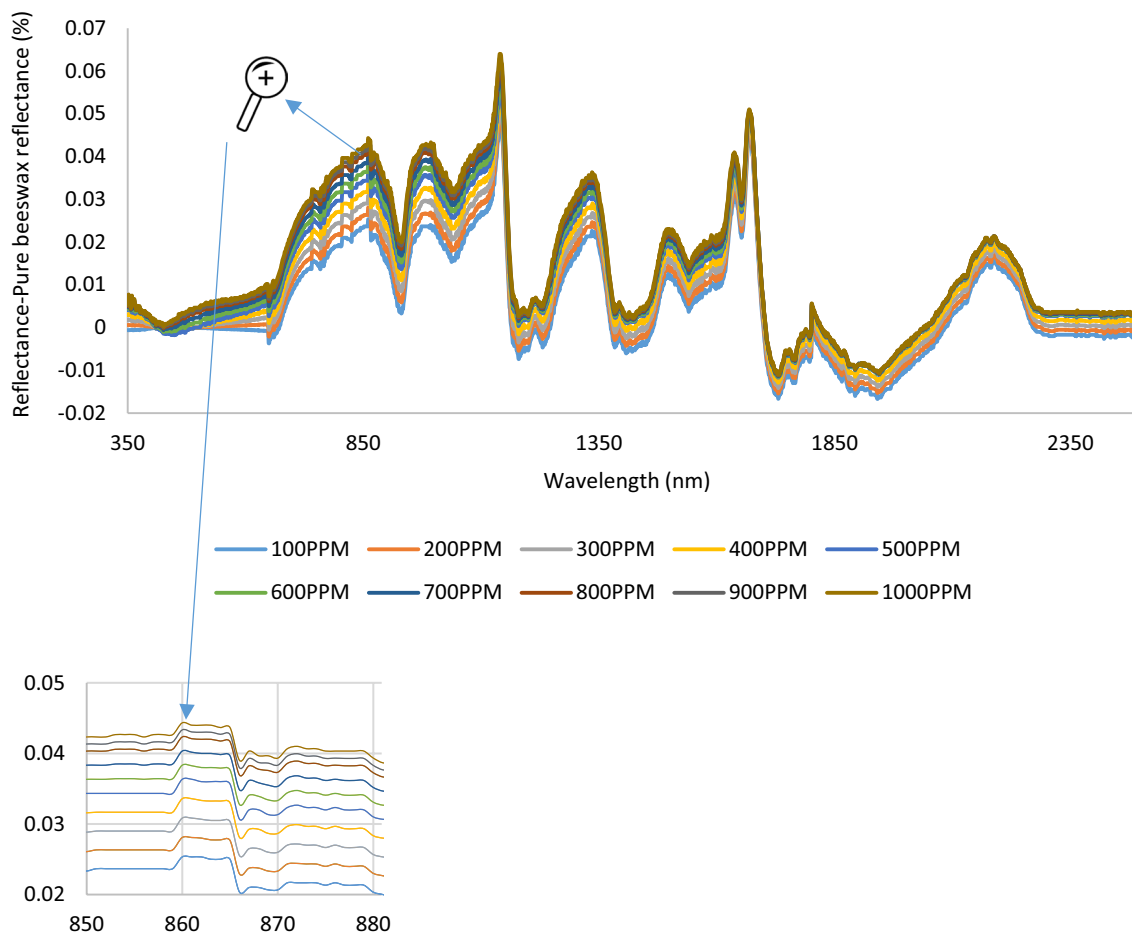 Reflectance-Pure beeswax reflectance (%)
0.07
0.06
0.05
0.04
0.03
0.02
0.01
0
-0.01
-0.02
350 850 1350 1850 2350
Wavelength (nm)
100PPM 200PPM 300PPM 400PPM 500PPM
600PPM 700PPM 800PPM 900PPM 1000PPM
0.05
0.04
0.03
0.02
850 860 870 880